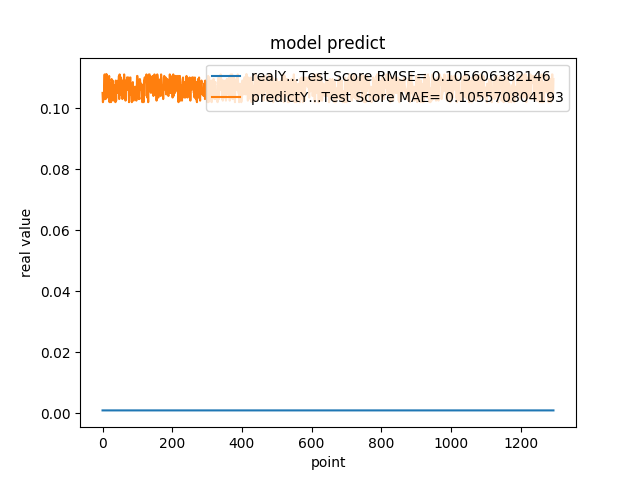 model predict
realY...Test Score RMSE= 0.105606382146
predictY...Test Score MAE= 0.105570804193
0.10
0.08
0.06
0.04
0.02
0.00
real value
0 200 400 600 800 1000 1200
point